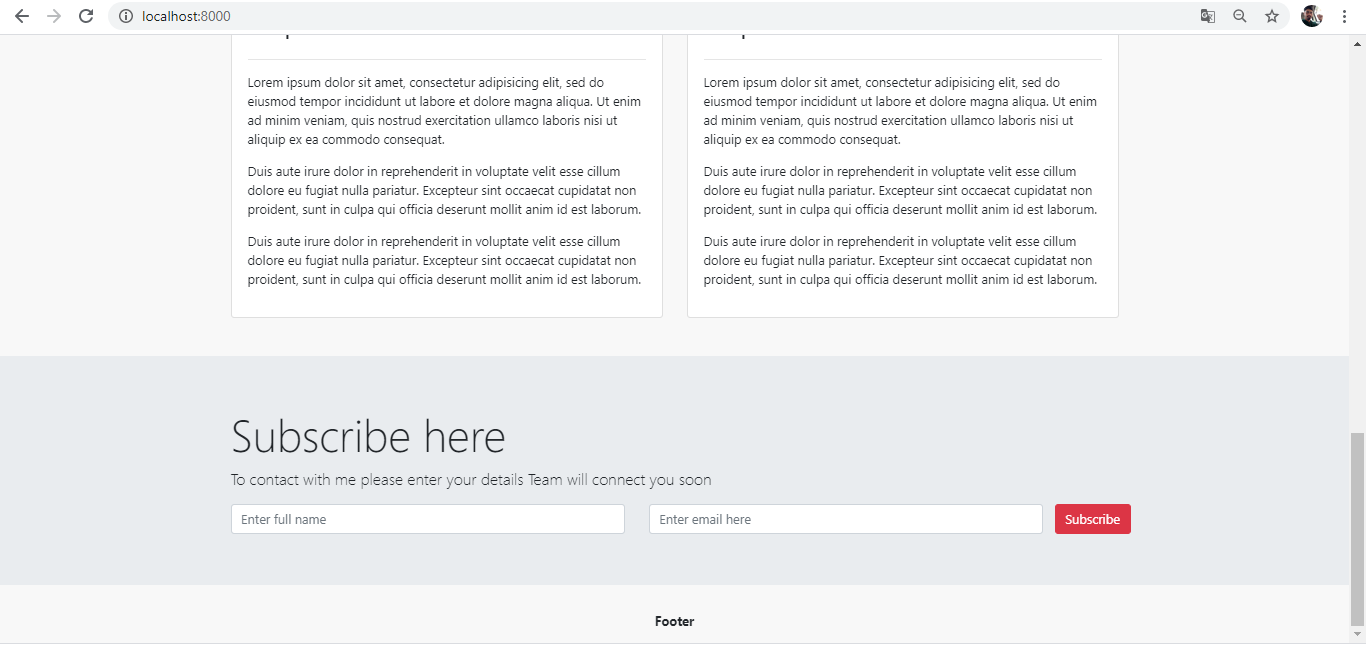 localhost:8000
Lorem ipsum dolor sit amet, consectetur adipisicing elit, sed do
eiusmod tempor incididunt ut labore et dolore magna aliqua. Ut enim
ad minim veniam, quis nostrud exercitation ullamco laboris nisi ut
aliquip ex ea commodo consequat.
Duis aute irure dolor in reprehenderit in voluptate velit esse cillum
dolore eu fugiat nulla pariatur. Excepteur sint occaecat cupidatat non
proident, sunt in culpa qui officia deserunt mollit anim id est laborum.
Duis aute irure dolor in reprehenderit in voluptate velit esse cillum
dolore eu fugiat nulla pariatur. Excepteur sint occaecat cupidatat non
proident, sunt in culpa qui officia deserunt mollit anim id est laborum.
Lorem ipsum dolor sit amet, consectetur adipisicing elit, sed do
eiusmod tempor incididunt ut labore et dolore magna aliqua. Ut enim
ad minim veniam, quis nostrud exercitation ullamco laboris nisi ut
aliquip ex ea commodo consequat.
Duis aute irure dolor in reprehenderit in voluptate velit esse cillum
dolore eu fugiat nulla pariatur. Excepteur sint occaecat cupidatat non
proident, sunt in culpa qui officia deserunt mollit anim id est laborum.
Duis aute irure dolor in reprehenderit in voluptate velit esse cillum
dolore eu fugiat nulla pariatur. Excepteur sint occaecat cupidatat non
proident, sunt in culpa qui officia deserunt mollit anim id est laborum.
Subscribe here
To contact with me please enter your details Team will connect you soon
Enter full name
Enter email here
Subscribe
Footer